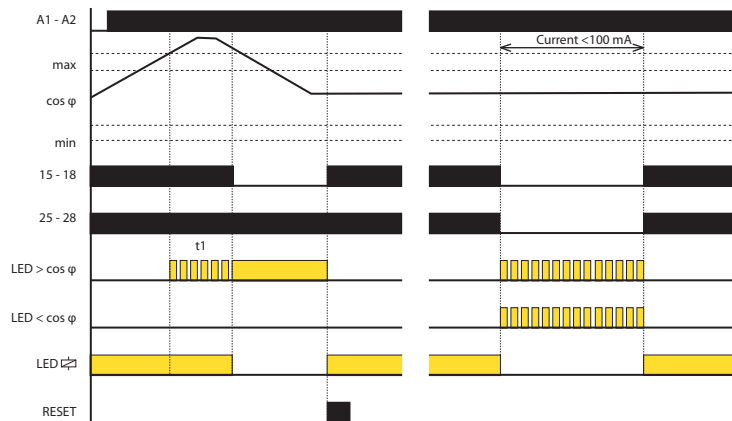 A1 - A2
Current <100 mA
max
cos φ
min
15 - 18
25 - 28
t1
LED > cos φ
LED < cos φ
LED
RESET